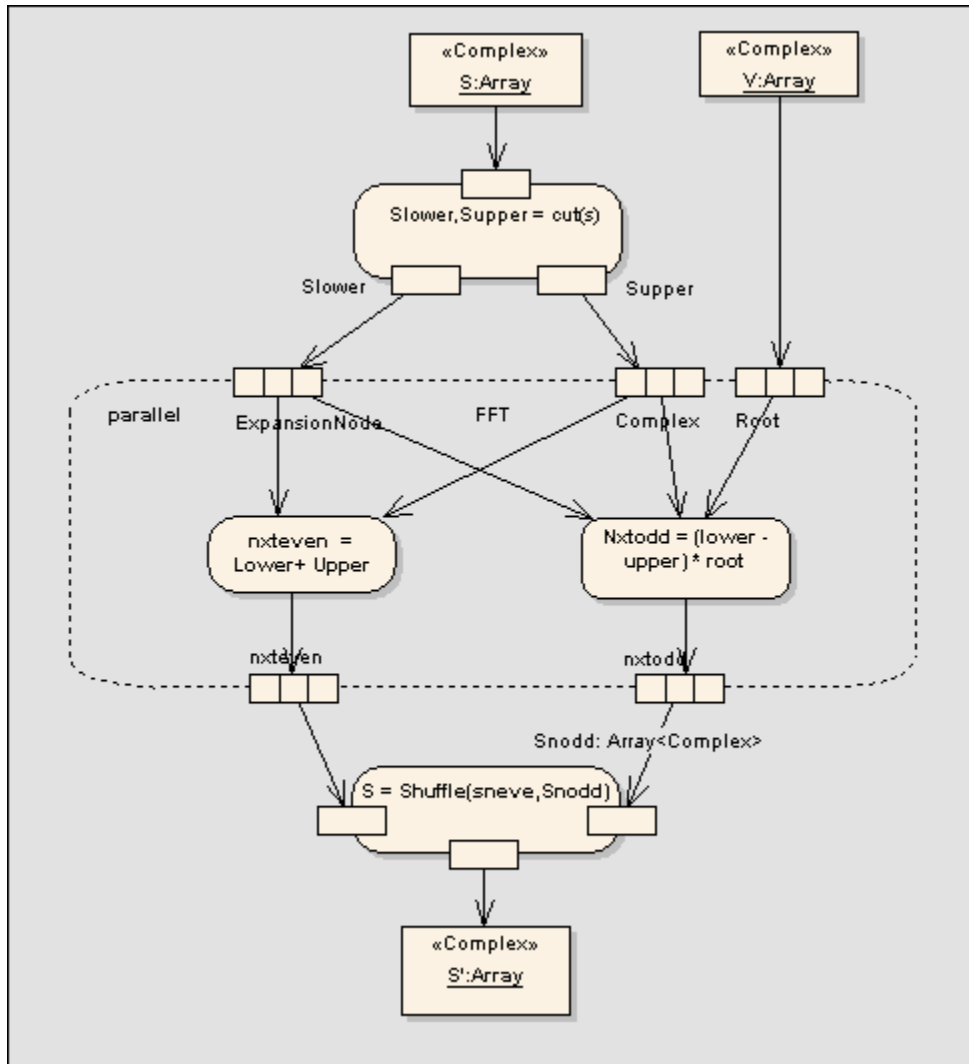 «Complex»
S:Array
«Complex»
V:Array
Slower,Supper = cut(s)
Slower
Supper
parallel
ExpansionNode
FFT
Complex
Root
nxteven =
Lower+ Upper
Nxtodd = (lower -
upper) * root
nxteven
nxtodd
Snodd: Array<Complex>
S = Shuffle(sneve,Snodd)
«Complex»
S':Array